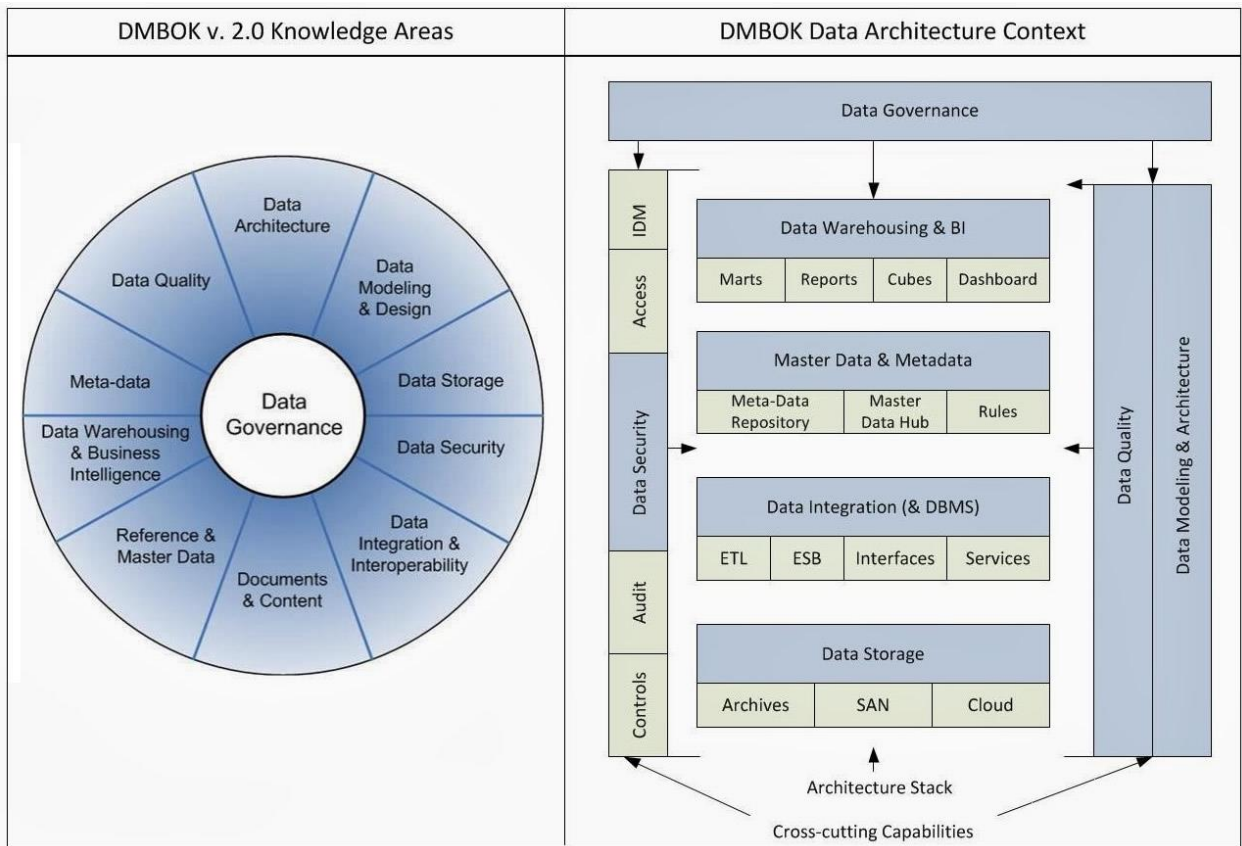 DMBOK v. 2.0 Knowledge Areas
Data
Architecture
Data
Modeling
& Design
Data Storage
Data Security
Data
Integration &
Interoperability
Documents
& Content
Reference &
Master Data
Data Warehousing
& Business
Intelligence
Meta-data
Data Quality
Data
Governance
DMBOK Data Architecture Context
Data Governance
IDM
Access
Data Security
Audit
Controls
Data Warehousing & BI
Marts
Reports
Cubes
Dashboard
Master Data & Metadata
Meta-Data
Repository
Master
Data Hub
Rules
Data Integration (& DBMS)
ETL
ESB
Interfaces
Services
Data Storage
Archives
SAN
Cloud
Data Quality
Data Modeling & Architecture
Architecture Stack
Cross-cutting Capabilities